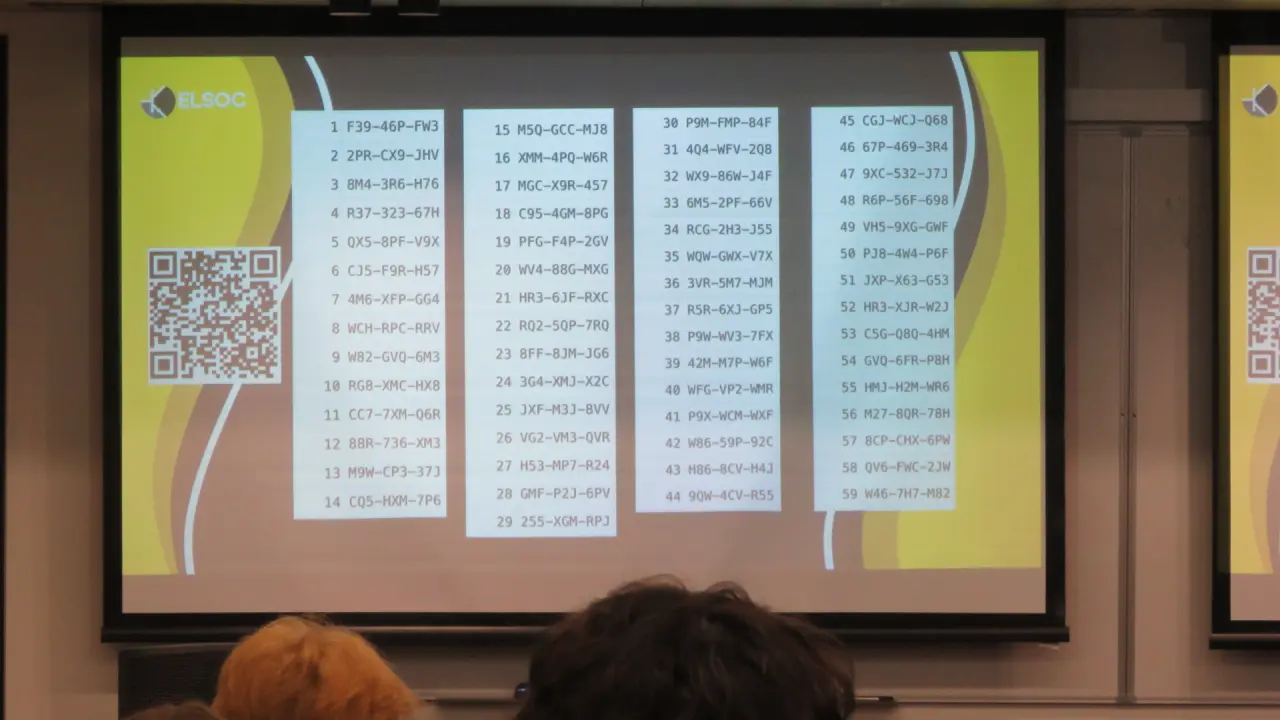 ELSOC
1 F39-46P-FW3
2 2PR-CX9-JHV
3 8M4-3R6-H76
4 R37-323-67H
5 QX5-8PF-V9X
6 CJ5-F9R-H57
7 4M6-XFP-GG4
8 WCH-RPC-RRV
9 W82-GVQ-6M3
10 RG8-XMC-HX8
11 CC7-7XM-Q6R
12 8BR-736-XM3
13 M9W-CP3-37J
14 CQ5-HXM-7P6
15 M5Q-GCC-MJ8
16 XMM-4PQ-W6R
17 MGC-X9R-457
18 C95-4GM-8PG
19 PFG-F4P-2GV
20 WV4-88G-MXG
21 HR3-6JF-RXC
22 RQ2-5QP-7RQ
23 8FF-8JM-JG6
24 3G4-XMJ-X2C
25 JXF-M3J-8VV
26 VG2-VM3-QVR
27 H53-MP7-R24
28 GMF-P2J-6PV
29 255-XGM-RPJ
30 P9M-FMP-84F
31 4Q4-WFV-2Q8
32 WX9-86W-J4F
33 6M5-2PF-66V
34 RCG-2H3-J55
35 WQW-GWX-V7X
36 3VR-5M7-MJM
37 R5R-6XJ-GP5
38 P9W-WV3-7FX
39 42M-M7P-W6F
40 WFG-VP2-WMR
41 P9X-WCM-WXF
42 W86-59P-92C
43 H86-8CV-H4J
44 9QW-4CV-R55
45 CGJ-WCJ-Q68
46 67P-469-3R4
47 9XC-532-J7J
48 R6P-56F-698
49 VH5-9XG-GWF
50 PJ8-4W4-P6F
51 JXP-X63-G53
52 HR3-XJR-W2J
53 C5G-Q8Q-4HM
54 GVQ-6FR-P8H
55 HMJ-H2M-WR6
56 M27-8QR-78H
57 8CP-CHX-6PW
58 QV6-FWC-2JW
59 W46-7H7-M82